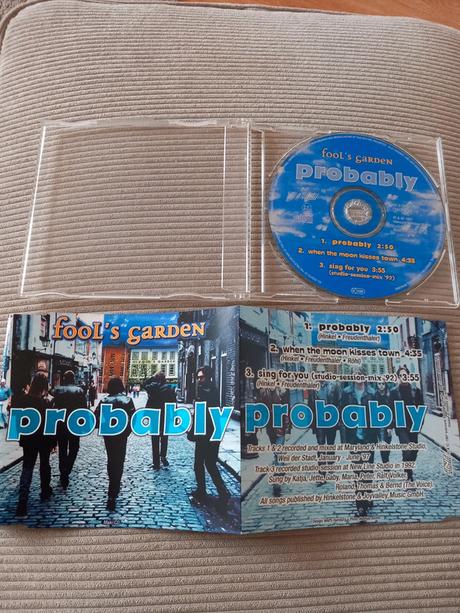 fool's garden
probably
1. probably 2:50
2. when the moon kisses town 4:35
3. sing for you 3:55
(studio-session-mix '92)
fool's garden
probably
1. probably 2:50
(Hinkel • Freudenthaler)
2. when the moon kisses town 4:35
(Hinkel • Freudenthaler •
3. sing for you (studio-session-mix '92) 3:55
(Hinkel • Freudenthaler)
probably
Tracks 1 & 2 recorded and mixed at Maryland & Hinkelstone Studio,
Weil der Stadt, January - June '97
Track 3 recorded studio session at New Line Studio in 1992.
Sung by Katja, Jette, Gaby, Maria, Peter, Ralf, Volker,
Roland, Thomas & Bernd (The Voice)
All songs published by Hinkelstone & Joyvalley Music GmbH